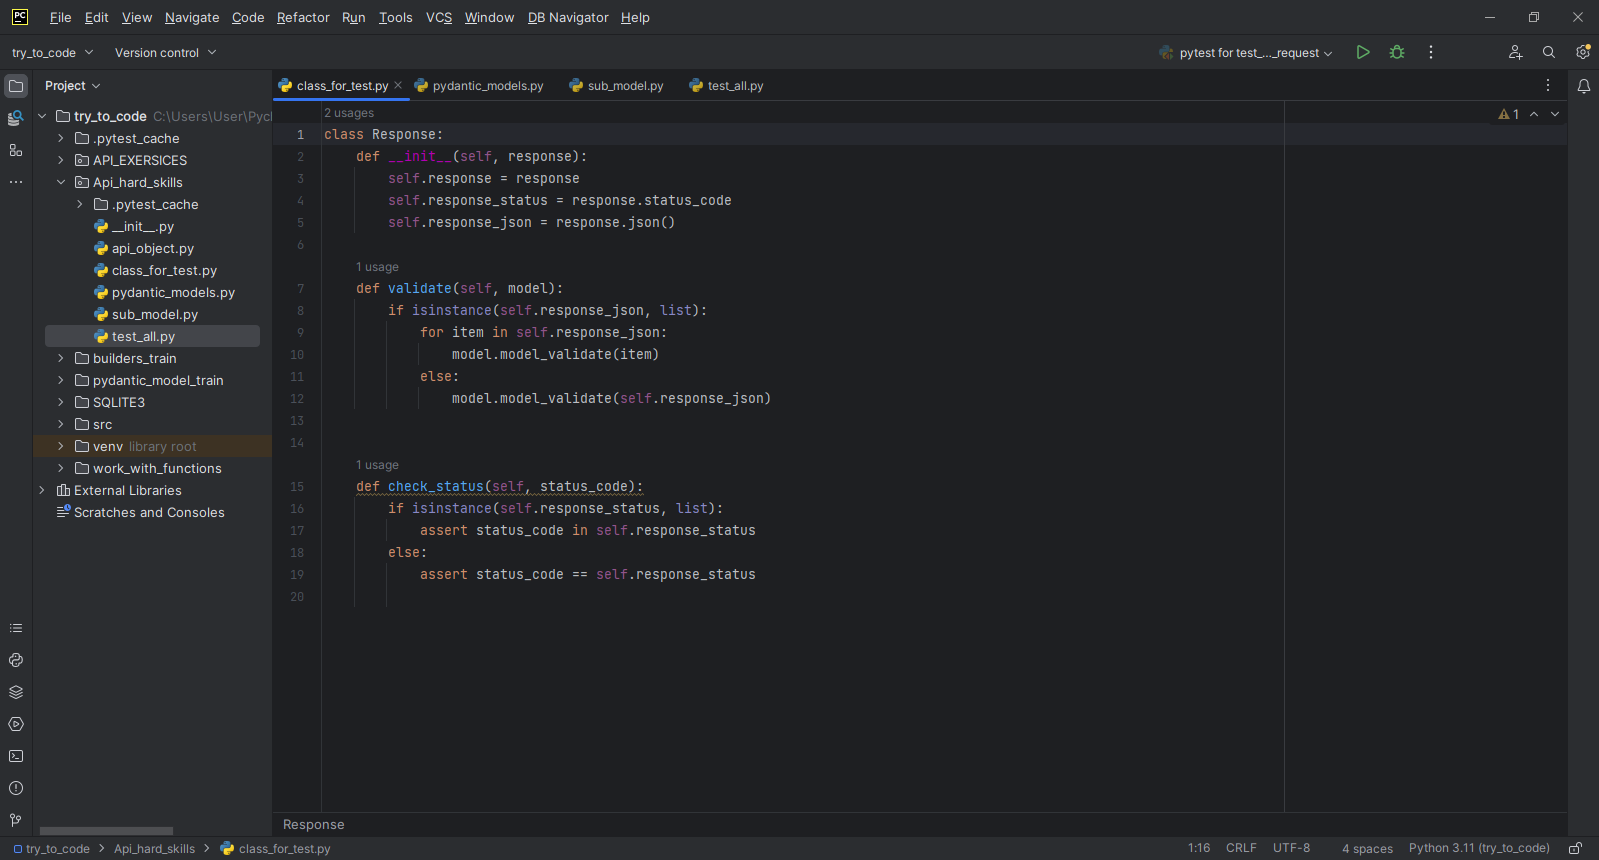 PC File Edit View Navigate Code Refactor Run Tools VCS Window DB Navigator Help
try_to_code Version control pytest for test_..._request
Project
class_for_test.py pydantic_models.py sub_model.py test_all.py
try_to_code C:\Users\User\Pycl
.pytest_cache
API_EXERSICES
Api_hard_skills
.pytest_cache
__init__.py
api_object.py
class_for_test.py
pydantic_models.py
sub_model.py
test_all.py
builders_train
pydantic_model_train
SQLITE3
src
venv library root
work_with_functions
External Libraries
Scratches and Consoles
2 usages
1
1 class Response:
2     def __init__(self, response):
3         self.response = response
4         self.response_status = response.status_code
5         self.response_json = response.json()
6
1 usage
7     def validate(self, model):
8         if isinstance(self.response_json, list):
9             for item in self.response_json:
10                 model.model_validate(item)
11             else:
12                 model.model_validate(self.response_json)
13
14
1 usage
15     def check_status(self, status_code):
16         if isinstance(self.response_status, list):
17             assert status_code in self.response_status
18         else:
19             assert status_code == self.response_status
20
Response
try_to_code Api_hard_skills class_for_test.py 1:16 CRLF UTF-8 4 spaces Python 3.11 (try_to_code)